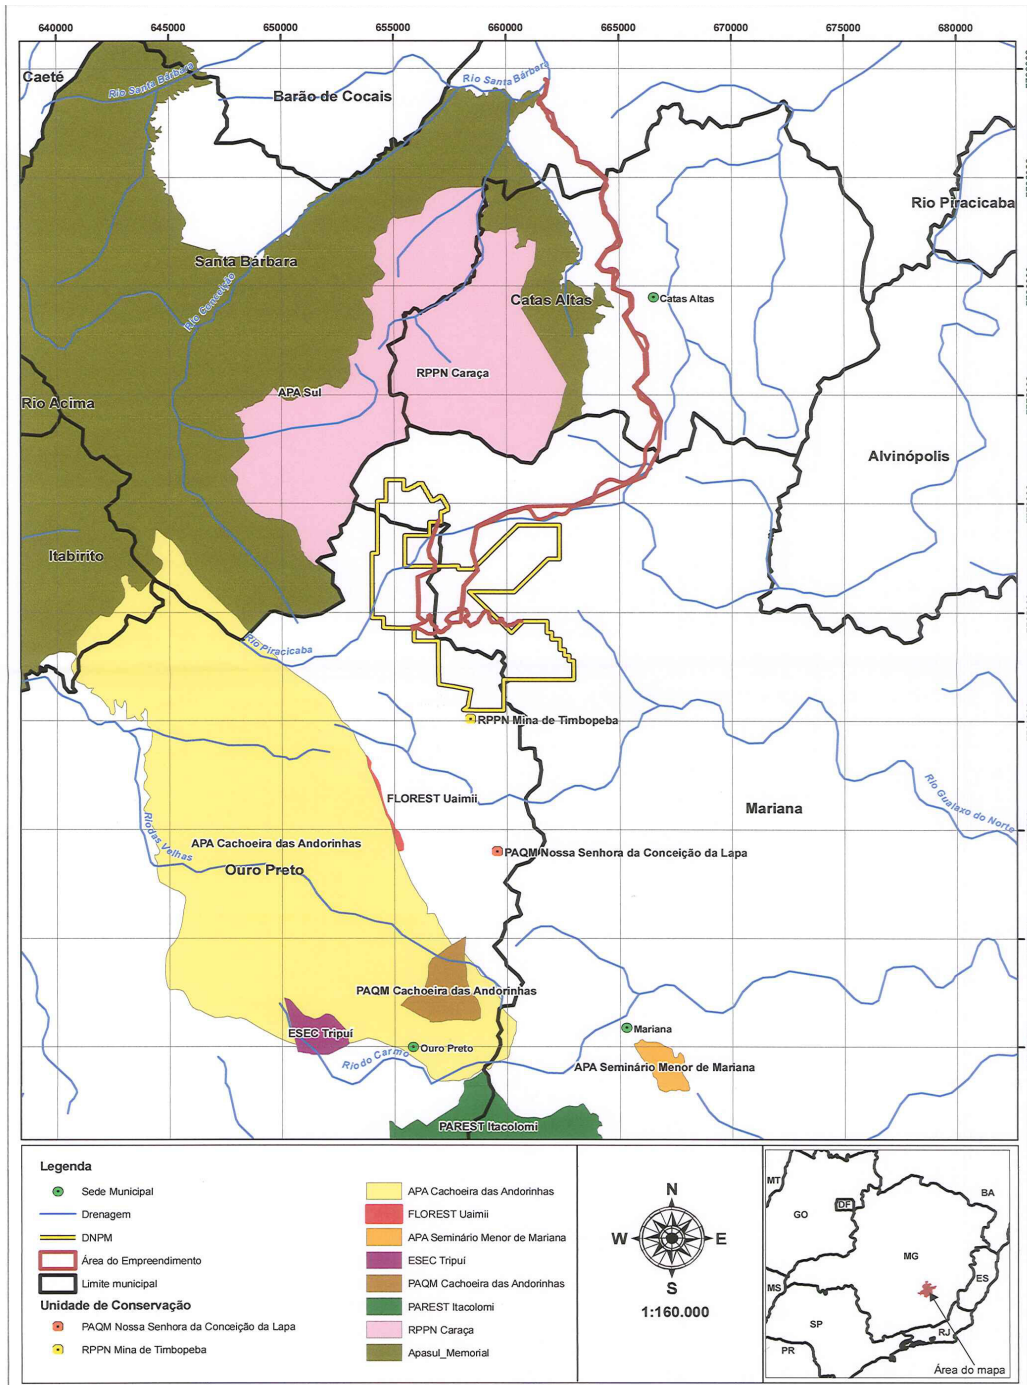 640000 645000 650000 655000 660000 665000 670000 675000 680000
Caeté
Rio Santa Bárbara
Barão de Cocais
Rio Santa Bárbara
Rio Piracicaba
Santa Bárbara
Rio Conceição
Catas Altas
Catas Altas
RPPN Caraça
APA Sul
Rio Acima
Alvinópolis
Itabirito
Rio Piracicaba
RPPN Mina de Timbopeba
FLOREST Uaimii
Mariana
Rio Gualaxo do Norte
Rio das Velhas
APA Cachoeira das Andorinhas
PAQM Nossa Senhora da Conceição da Lapa
Ouro Preto
PAQM Cachoeira das Andorinhas
ESEC Tripuí
Mariana
Ouro Preto
Rio do Carmo
APA Seminário Menor de Mariana
PAREST Itacolomi
Legenda
Sede Municipal
Drenagem
DNPM
Área do Empreendimento
Limite municipal
Unidade de Conservação
PAQM Nossa Senhora da Conceição da Lapa
RPPN Mina de Timbopeba
APA Cachoeira das Andorinhas
FLOREST Uaimii
APA Seminário Menor de Mariana
ESEC Tripuí
PAQM Cachoeira das Andorinhas
PAREST Itacolomi
RPPN Caraça
Apasul_Memorial
N
W E
S
1:160.000
MT
GO
DF
BA
MG
MS
ES
SP
RJ
PR
Área do mapa